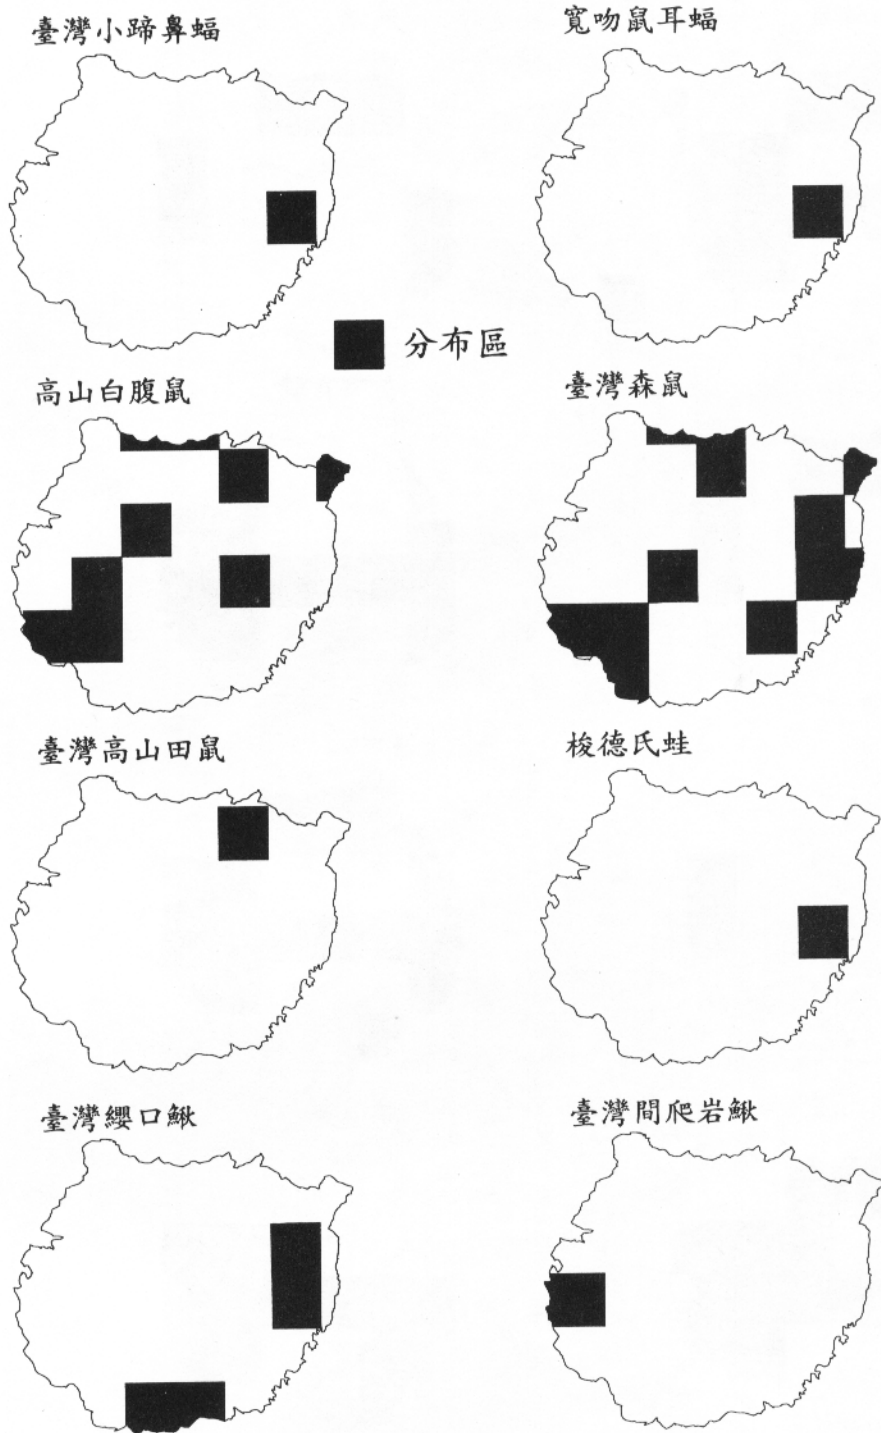 臺灣小蹄鼻蝠
寬吻鼠耳蝠
分布區
高山白腹鼠
臺灣森鼠
臺灣高山田鼠
梭德氏蛙
臺灣纓口鰍
臺灣間爬岩鰍